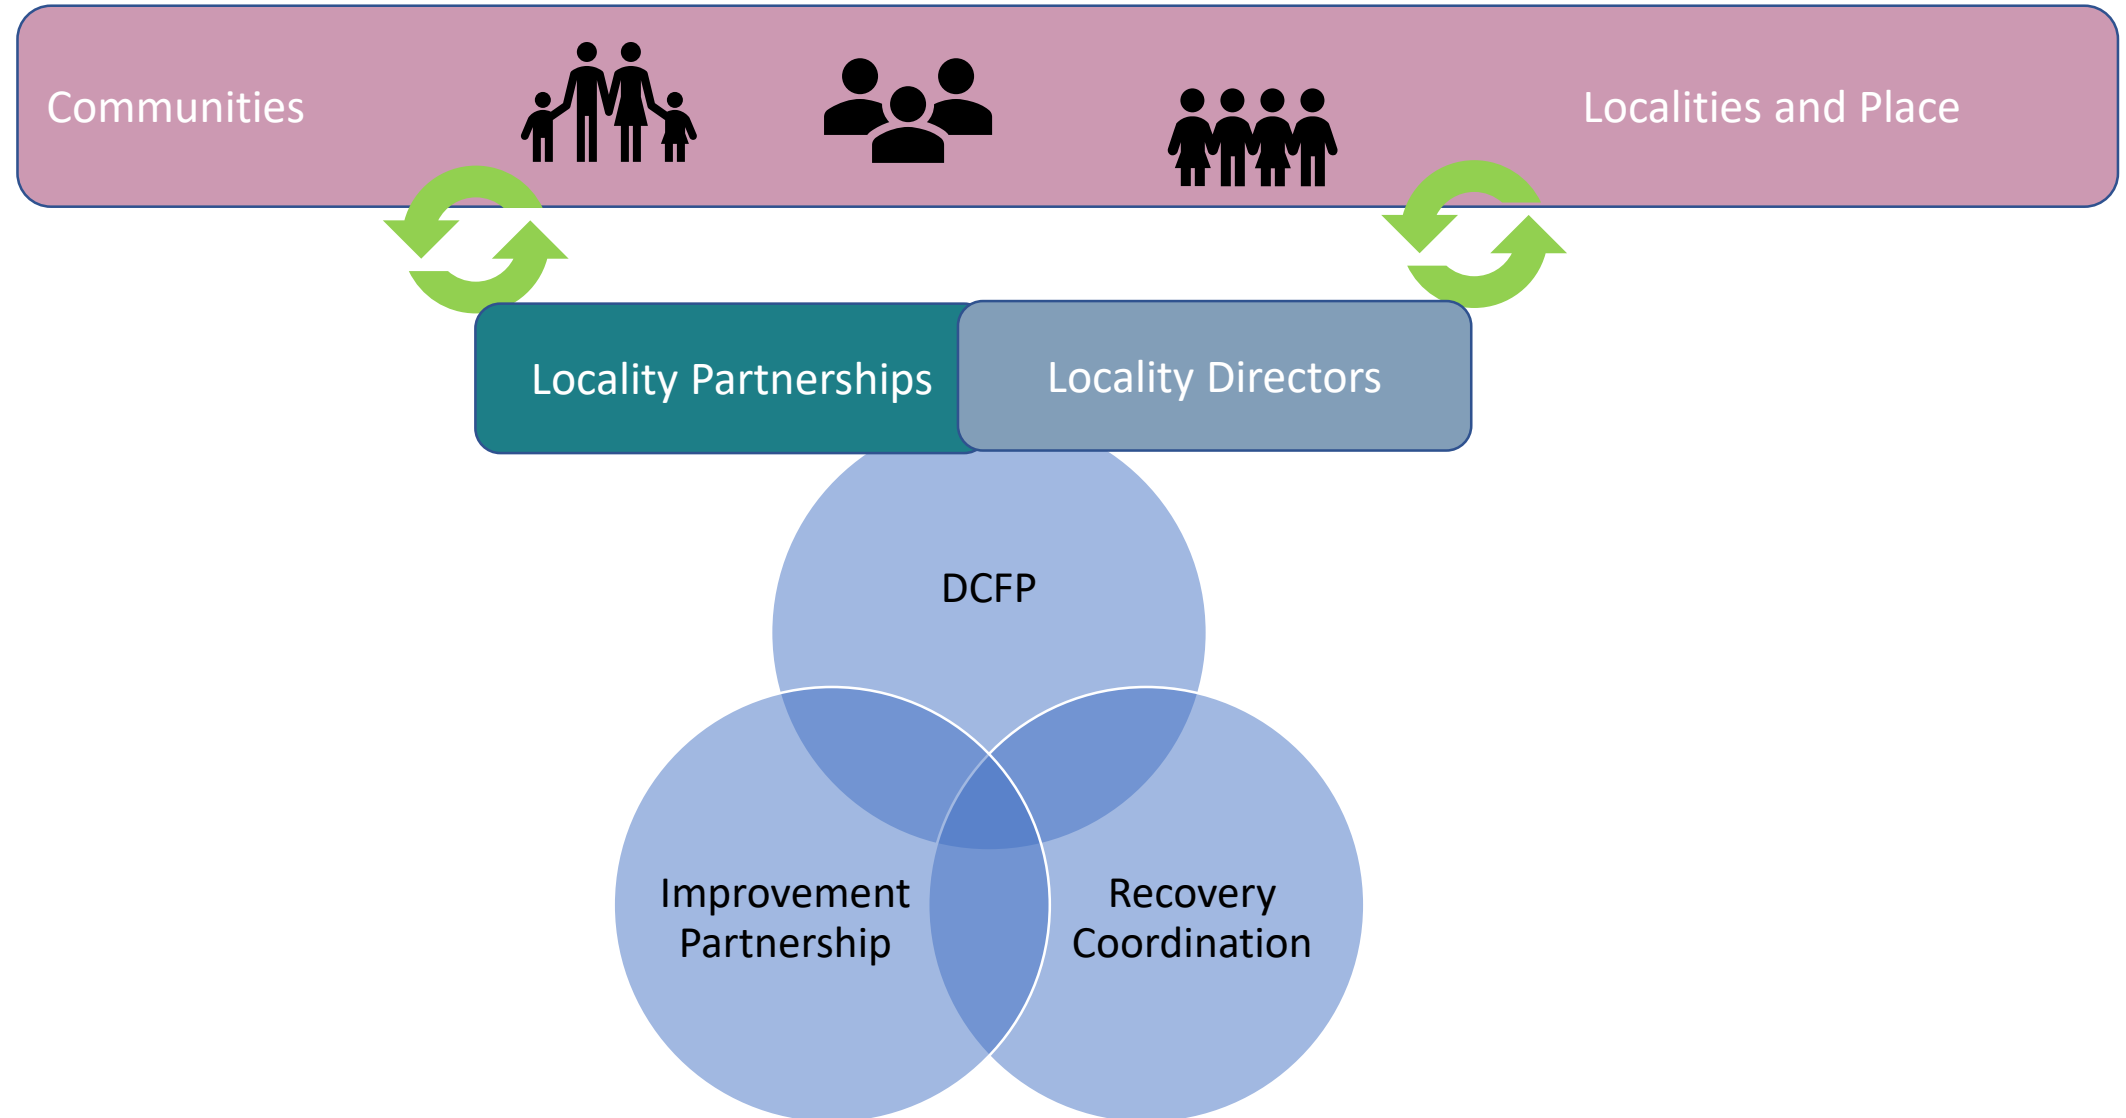 Communities
Localities and Place
Locality Partnerships
Locality Directors
DCFP
Improvement
Partnership
Recovery
Coordination